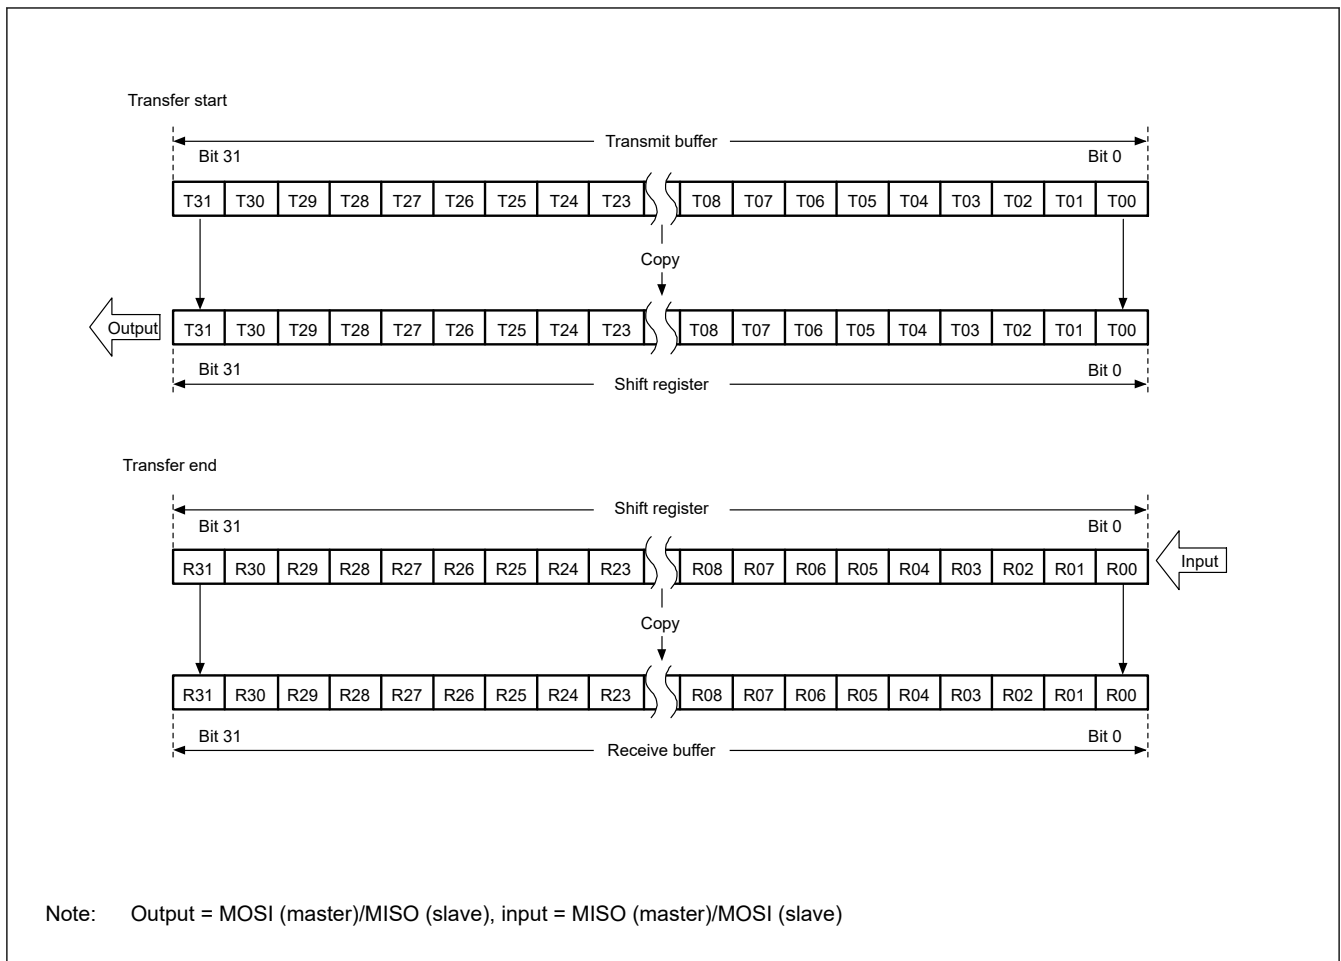 Transfer start
Transmit buffer
Bit 31 Bit 0
T31 T30 T29 T28 T27 T26 T25 T24 T23 T08 T07 T06 T05 T04 T03 T02 T01 T00
Copy
Output T31 T30 T29 T28 T27 T26 T25 T24 T23 T08 T07 T06 T05 T04 T03 T02 T01 T00
Bit 31 Bit 0
Shift register
Transfer end
Shift register
Bit 31 Bit 0
R31 R30 R29 R28 R27 R26 R25 R24 R23 R08 R07 R06 R05 R04 R03 R02 R01 R00 Input
Copy
R31 R30 R29 R28 R27 R26 R25 R24 R23 R08 R07 R06 R05 R04 R03 R02 R01 R00
Bit 31 Bit 0
Receive buffer
Note: Output = MOSI (master)/MISO (slave), input = MISO (master)/MOSI (slave)